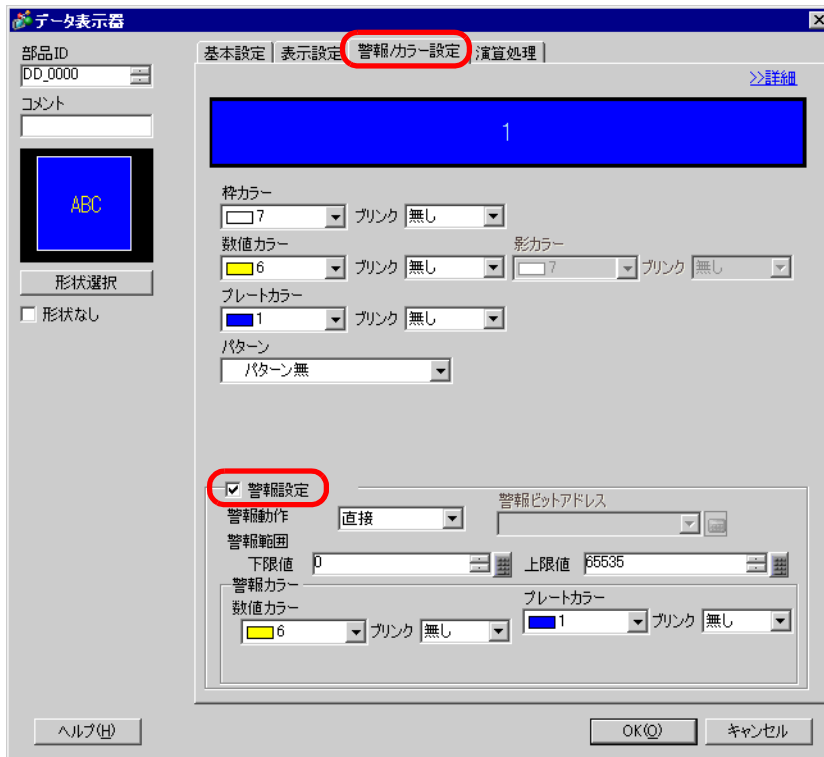 データ表示器
部品ID
DD_0000
コメント
ABC
形状選択
形状なし
基本設定 表示設定 警報/カラー設定 演算処理
>>詳細
1
枠カラー
7 ブリンク 無し
数値カラー 影カラー
6 ブリンク 無し 7 ブリンク 無し
プレートカラー
1 ブリンク 無し
パターン
パターン無
警報設定
警報動作 直接 警報ビットアドレス
警報範囲
下限値 0 上限値 65535
警報カラー
数値カラー プレートカラー
6 ブリンク 無し 1 ブリンク 無し
ヘルプ(H) OK(O) キャンセル